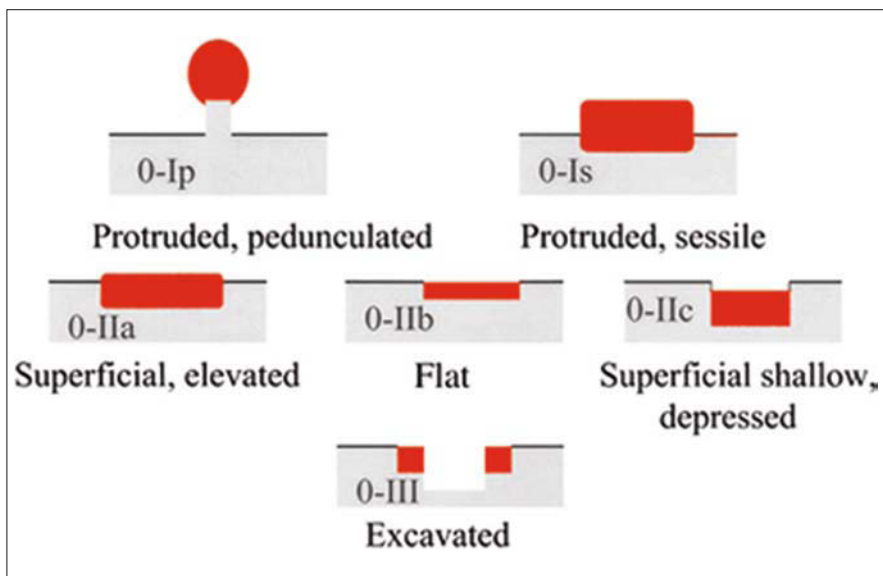 0-Ip
0-Is
Protruded, pedunculated
Protruded, sessile
0-IIa
0-IIb
0-IIc
Superficial, elevated
Flat
Superficial shallow,
depressed
0-III
Excavated